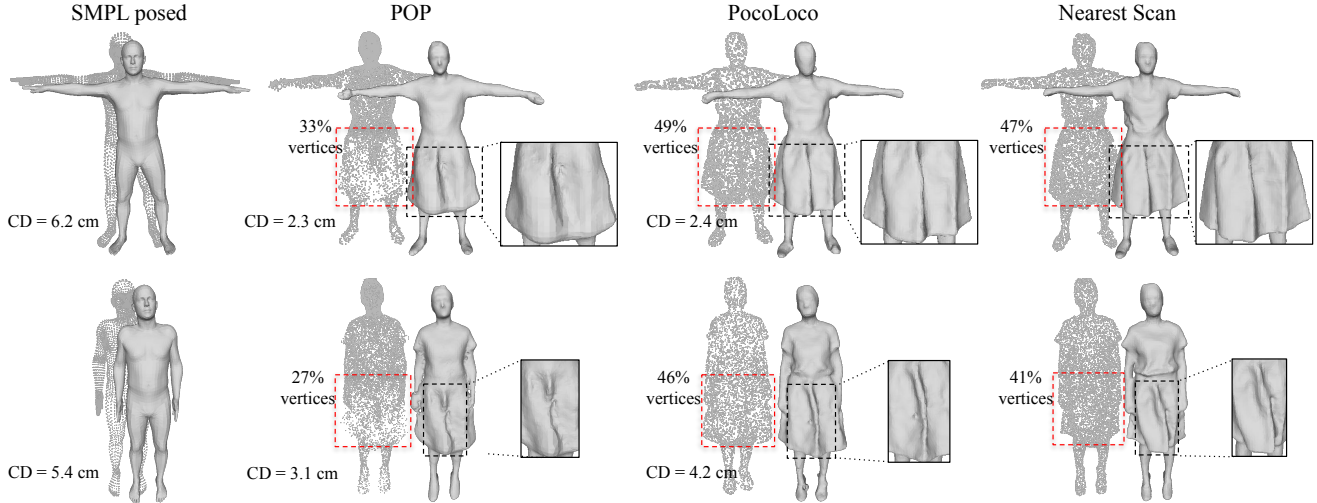 SMPL posed
POP
PocoLoco
Nearest Scan
33%
vertices
49%
vertices
47%
vertices
CD = 6.2 cm
CD = 2.3 cm
CD = 2.4 cm
27%
vertices
46%
vertices
41%
vertices
CD = 5.4 cm
CD = 3.1 cm
CD = 4.2 cm